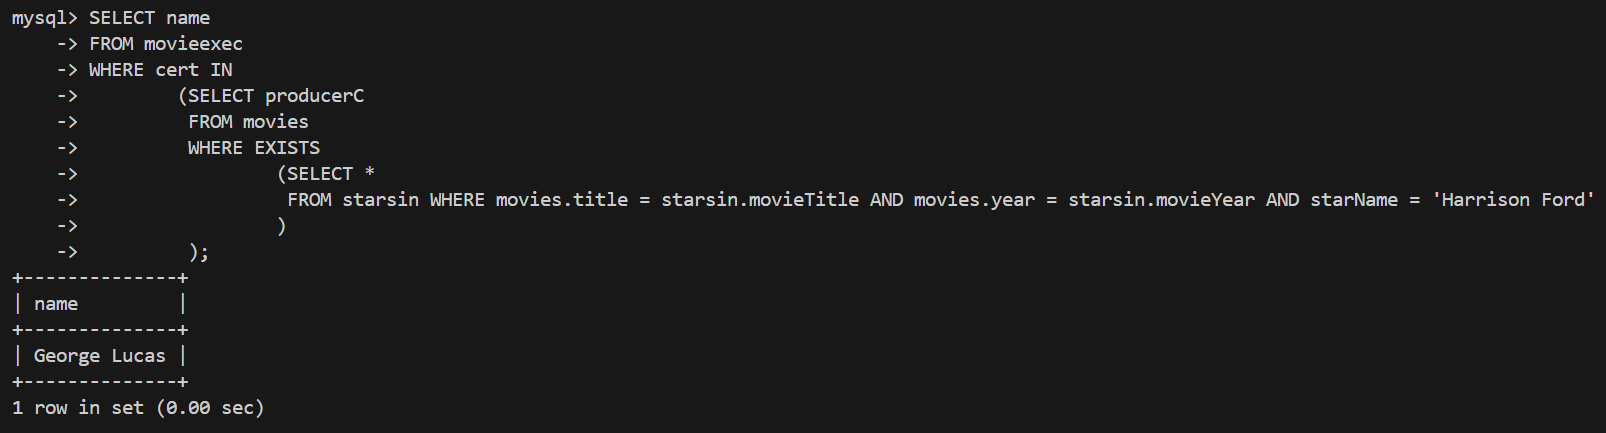 mysql> SELECT name
    -> FROM movieexec
    -> WHERE cert IN
    ->         (SELECT producerC
    ->          FROM movies
    ->          WHERE EXISTS
    ->                  (SELECT *
    ->                   FROM starsin WHERE movies.title = starsin.movieTitle AND movies.year = starsin.movieYear AND starName = 'Harrison Ford'
    ->                  )
    ->          );
+--------------+
| name         |
+--------------+
| George Lucas |
+--------------+
1 row in set (0.00 sec)